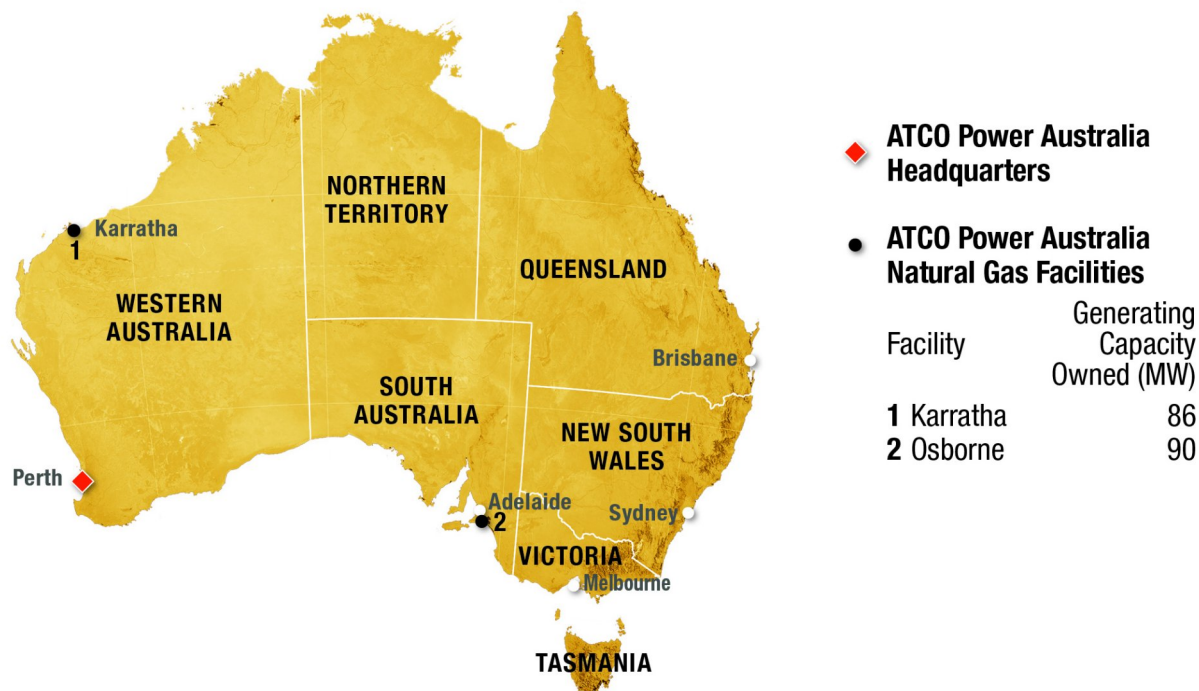 NORTHERN
TERRITORY
Karratha
1
QUEENSLAND
WESTERN
AUSTRALIA
Brisbane
SOUTH
AUSTRALIA
NEW SOUTH
WALES
Perth
Adelaide
2
Sydney
VICTORIA
Melbourne
TASMANIA
ATCO Power Australia
Headquarters
ATCO Power Australia
Natural Gas Facilities
Generating
Facility Capacity
Owned (MW)
1 Karratha 86
2 Osborne 90